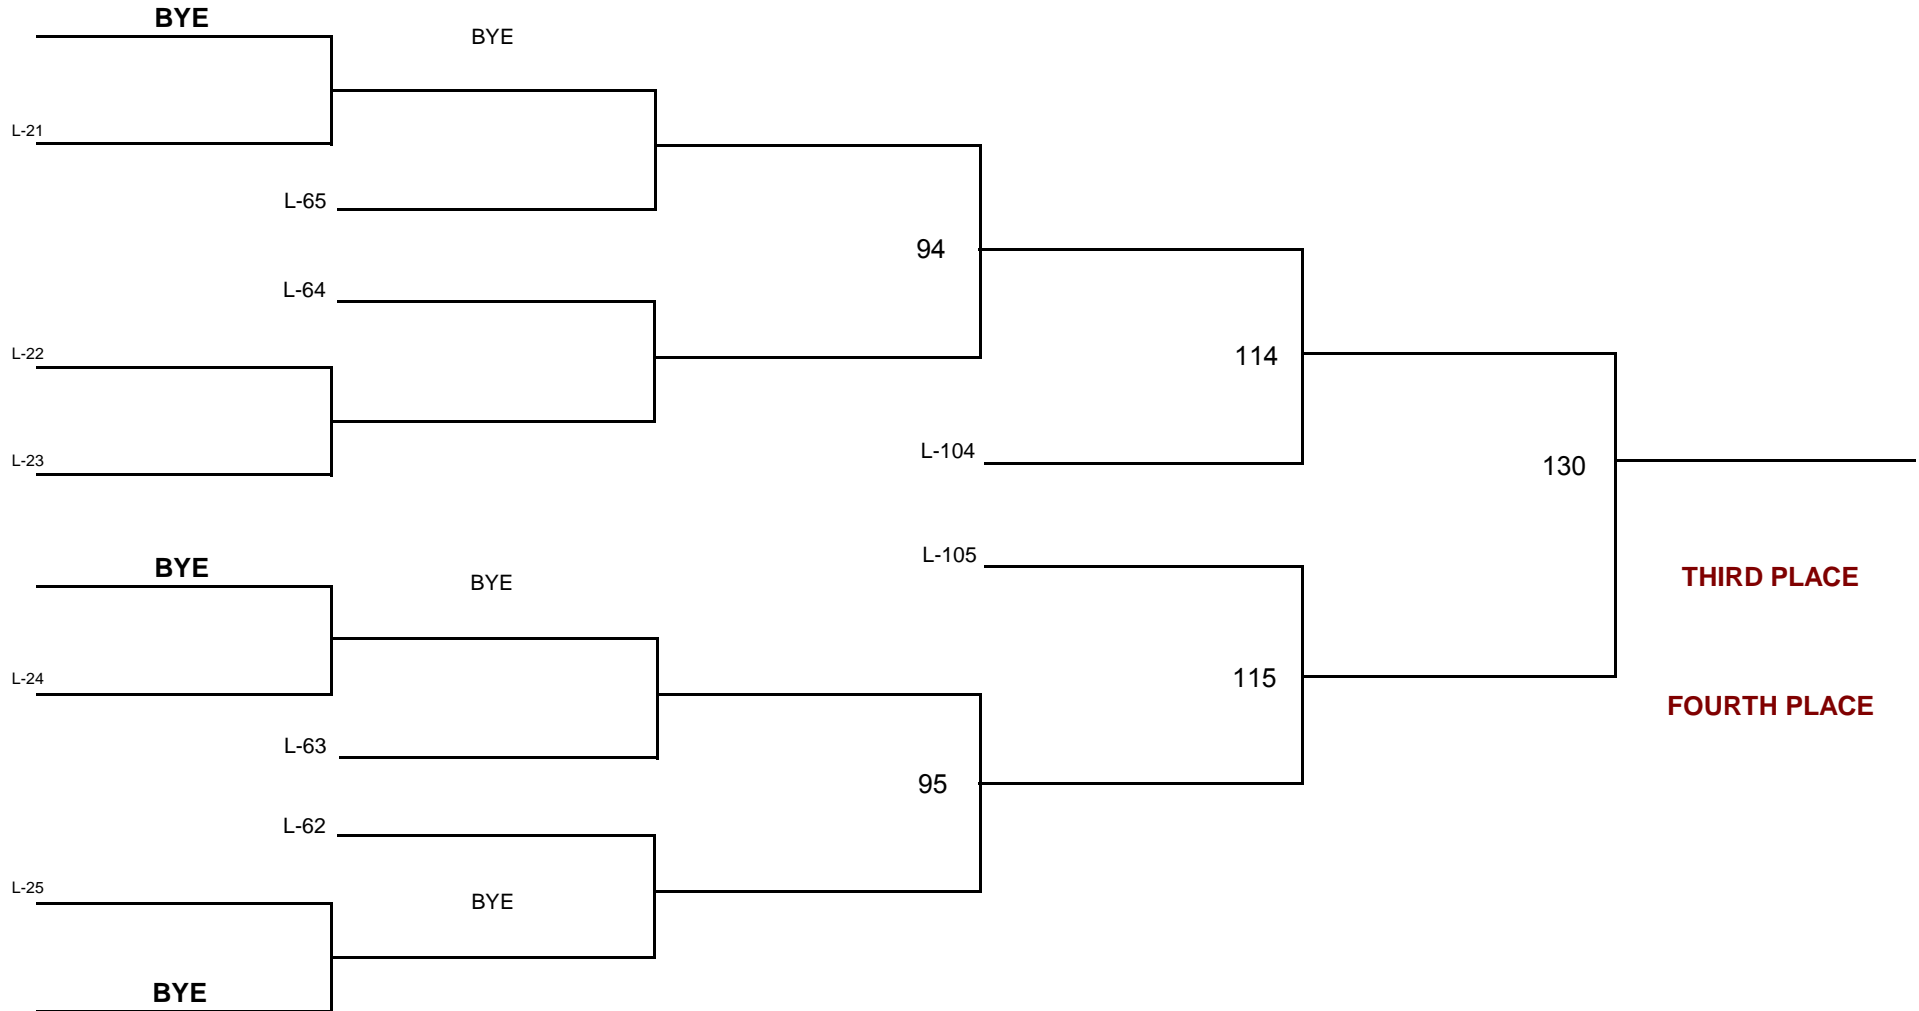 BYE
BYE
L-21
L-65
94
L-64
L-22
114
L-104
L-23
130
L-105
BYE
BYE
THIRD PLACE
L-24
115
FOURTH PLACE
L-63
95
L-62
L-25
BYE
BYE